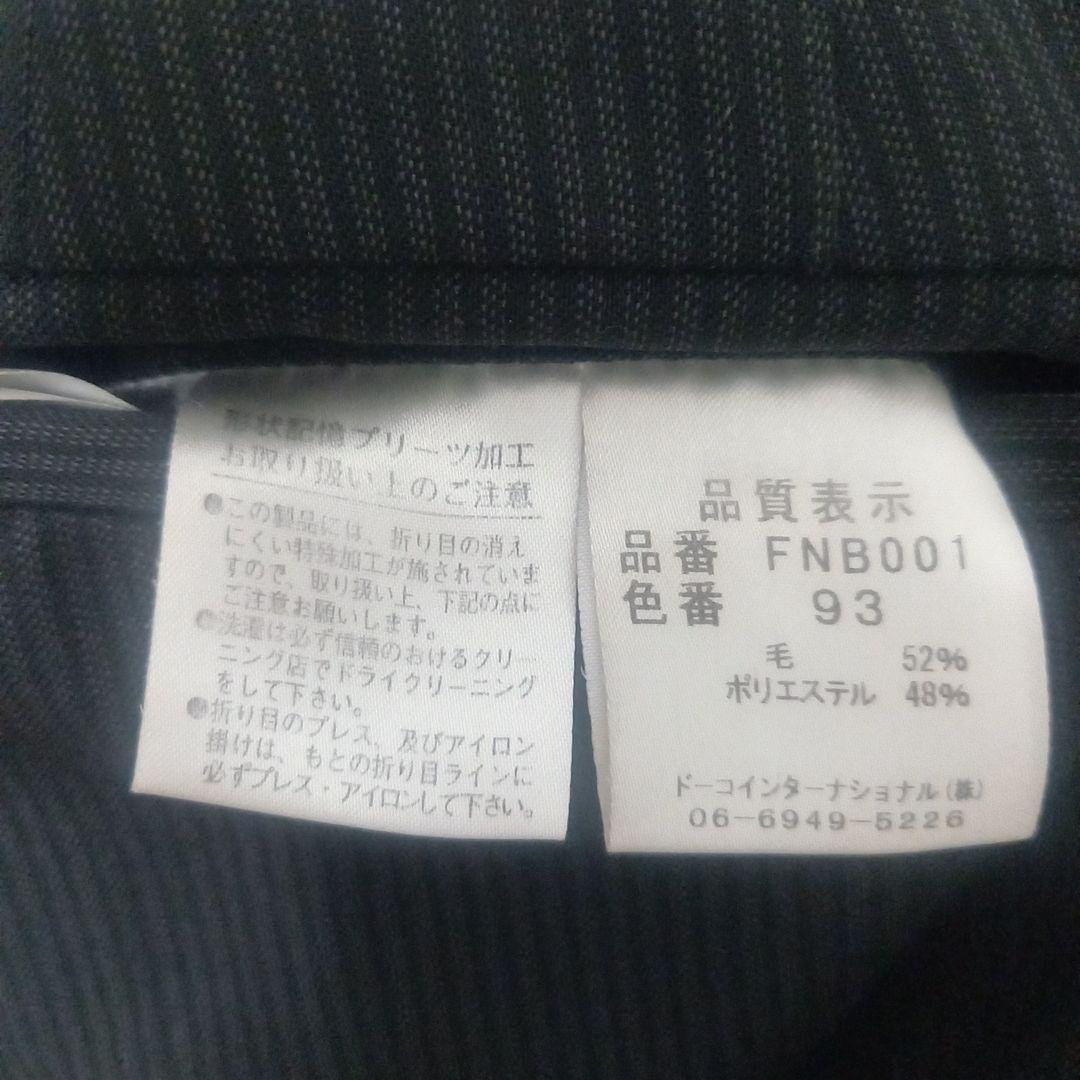 形状記憶プリーツ加工
お取り扱い上のご注意
●この製品には、折り目の消え
にくい特殊加工が施されていま
すので、取り扱い上、下記の点に
ご注意お願いします。
●洗濯は必ず信頼のおけるクリー
ニング店でドライクリーニング
をして下さい。
●折り目のプレス、及びアイロン
掛けは、もとの折り目ラインに
必ずプレス・アイロンして下さい。
品質表示
品番 FNB001
色番 93
毛 52%
ポリエステル 48%
ドーコインターナショナル(株)
06-6949-5226